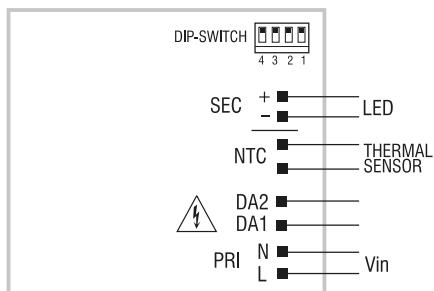 DIP-SWITCH
4 3 2 1
SEC + LED
−
NTC THERMAL
SENSOR
DA2
DA1
PRI N Vin
L